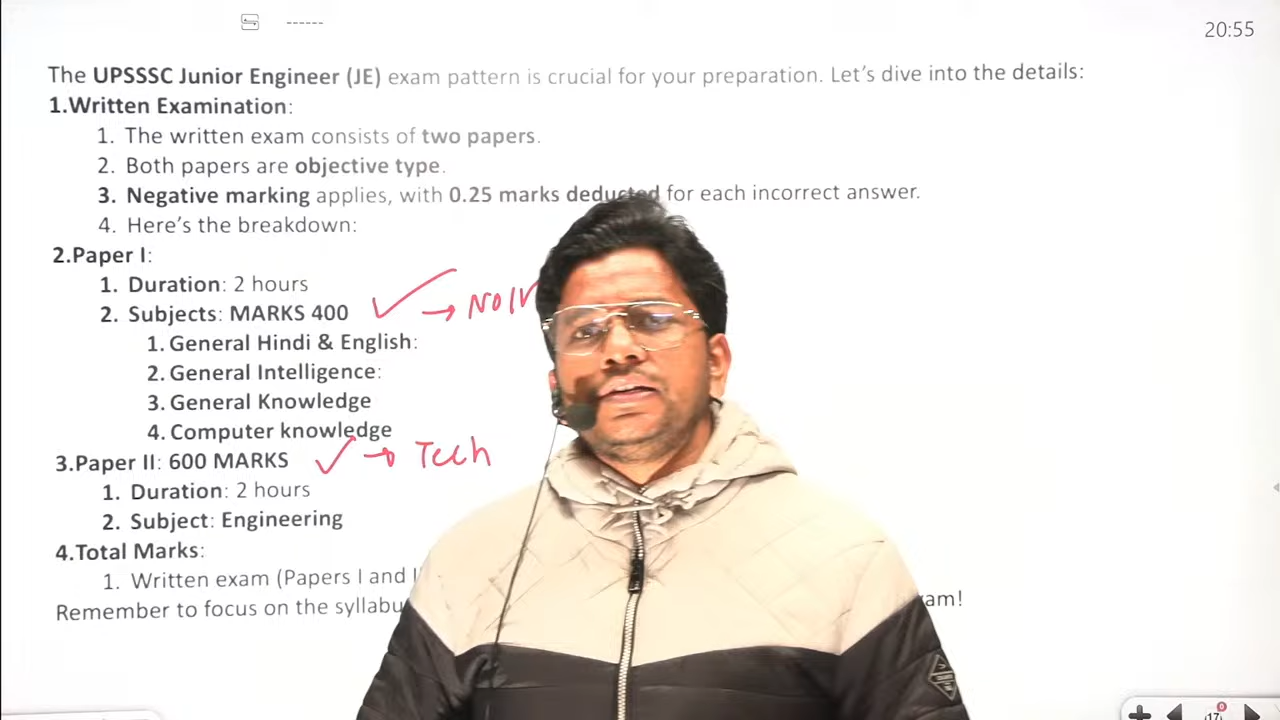 ------
20:55
The UPSSSC Junior Engineer (JE) exam pattern is crucial for your preparation. Let's dive into the details:
1.Written Examination:
1. The written exam consists of two papers.
2. Both papers are objective type.
3. Negative marking applies, with 0.25 marks deducted for each incorrect answer.
4. Here's the breakdown:
2.Paper I:
1. Duration: 2 hours
2. Subjects: MARKS 400 → NON
1. General Hindi & English:
2. General Intelligence:
3. General Knowledge
4. Computer knowledge
3.Paper II: 600 MARKS → Tech
1. Duration: 2 hours
2. Subject: Engineering
4.Total Marks:
1. Written exam (Papers I and
Remember to focus on the
17